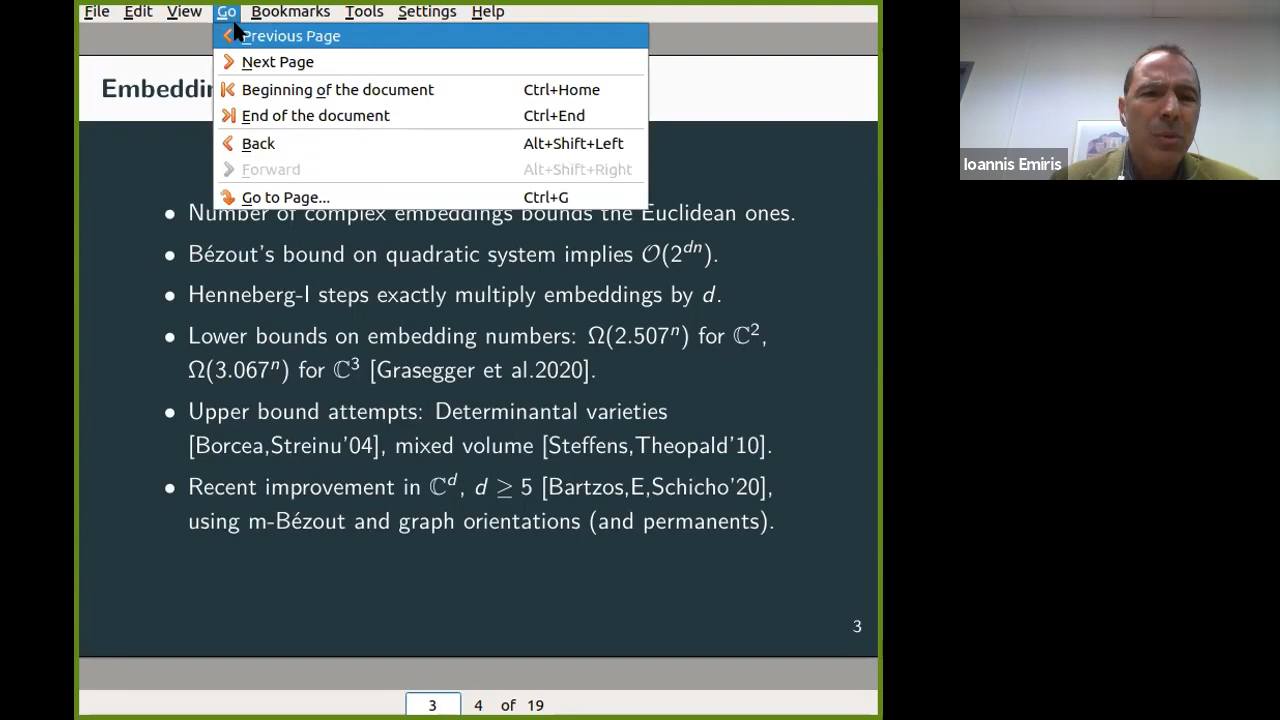 File Edit View Go Bookmarks Tools Settings Help
Previous Page
Next Page
Beginning of the document Ctrl+Home
End of the document Ctrl+End
Back Alt+Shift+Left
Forward Alt+Shift+Right
Go to Page... Ctrl+G
Ioannis Emiris
• Number of complex embeddings bounds the Euclidean ones.
• Bézout's bound on quadratic system implies 𝒪(2^{dn}).
• Henneberg-I steps exactly multiply embeddings by d.
• Lower bounds on embedding numbers: Ω(2.507ⁿ) for ℂ²,
Ω(3.067ⁿ) for ℂ³ [Grasegger et al.2020].
• Upper bound attempts: Determinantal varieties
[Borcea,Streinu'04], mixed volume [Steffens,Theopald'10].
• Recent improvement in ℂᵈ, d ≥ 5 [Bartzos,E,Schicho'20],
using m-Bézout and graph orientations (and permanents).
3
3 4 of 19